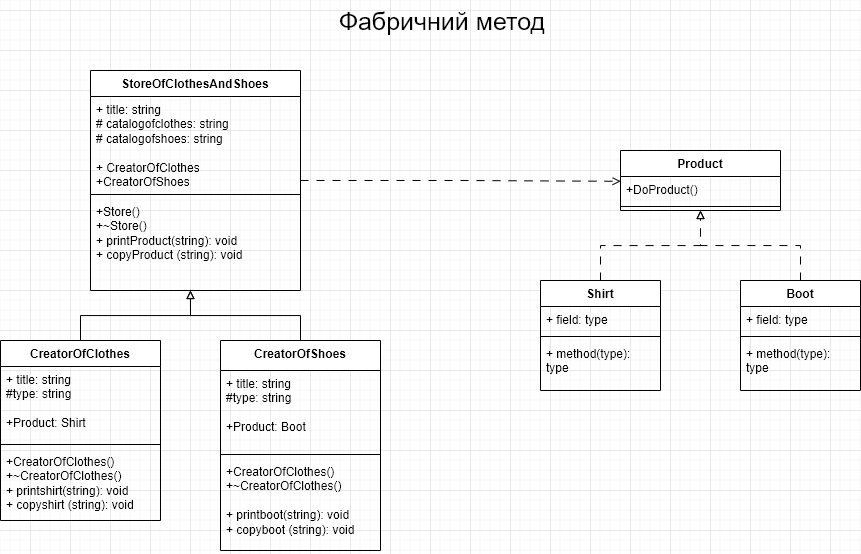 Фабричний метод
StoreOfClothesAndShoes
+ title: string
# catalogofclothes: string
# catalogofshoes: string
+ CreatorOfClothes
+CreatorOfShoes
+Store()
+~Store()
+ printProduct(string): void
+ copyProduct (string): void
Product
+DoProduct()
Shirt
+ field: type
+ method(type):
type
Boot
+ field: type
+ method(type):
type
CreatorOfClothes
+ title: string
#type: string
+Product: Shirt
+CreatorOfClothes()
+~CreatorOfClothes()
+ printshirt(string): void
+ copyshirt (string): void
CreatorOfShoes
+ title: string
#type: string
+Product: Boot
+CreatorOfClothes()
+~CreatorOfClothes()
+ printboot(string): void
+ copyboot (string): void